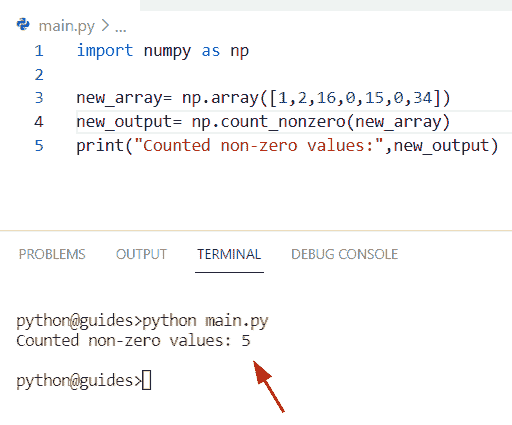 main.py > ...
1 import numpy as np
2
3 new_array= np.array([1,2,16,0,15,0,34])
4 new_output= np.count_nonzero(new_array)
5 print("Counted non-zero values:",new_output)
PROBLEMS OUTPUT TERMINAL DEBUG CONSOLE
python@guides>python main.py
Counted non-zero values: 5
python@guides>